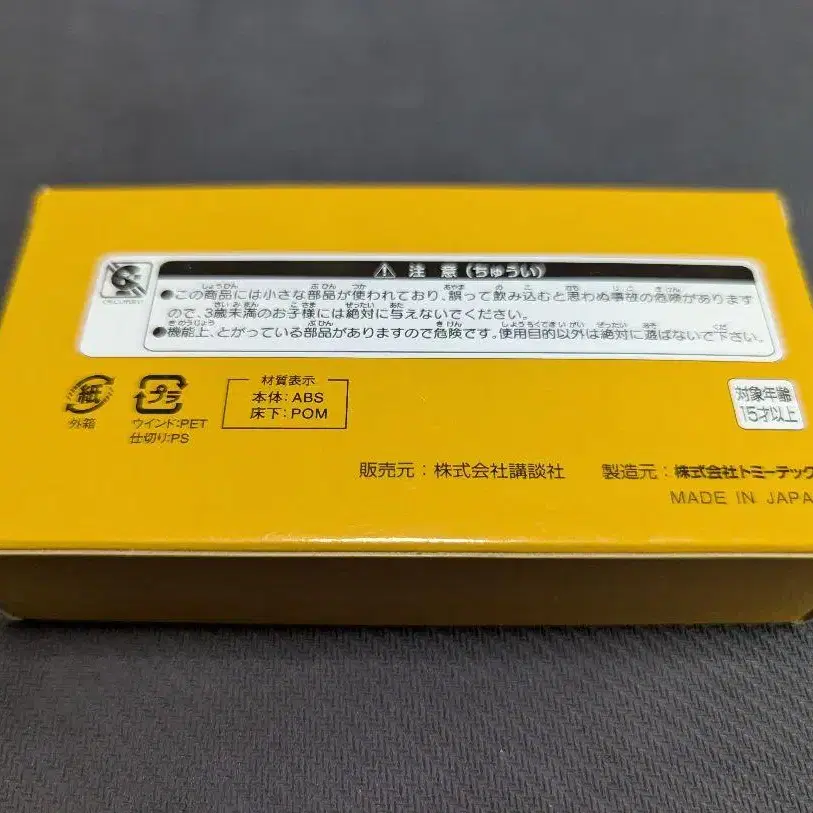 注意(ちゅうい)
●この商品には小さな部品が使われており、誤って飲み込むと思わぬ事故の危険があります
ので、3歳未満のお子様には絶対に与えないでください。
●機能上、とがっている部品がありますので危険です。使用目的以外は絶対に遊ばないで下さい。
紙
外箱
プラ
ウインド:PET
仕切り:PS
材質表示
本体:ABS
床下:POM
対象年齢
15才以上
販売元:株式会社講談社 製造元:株式会社トミーテック
MADE IN JAPA